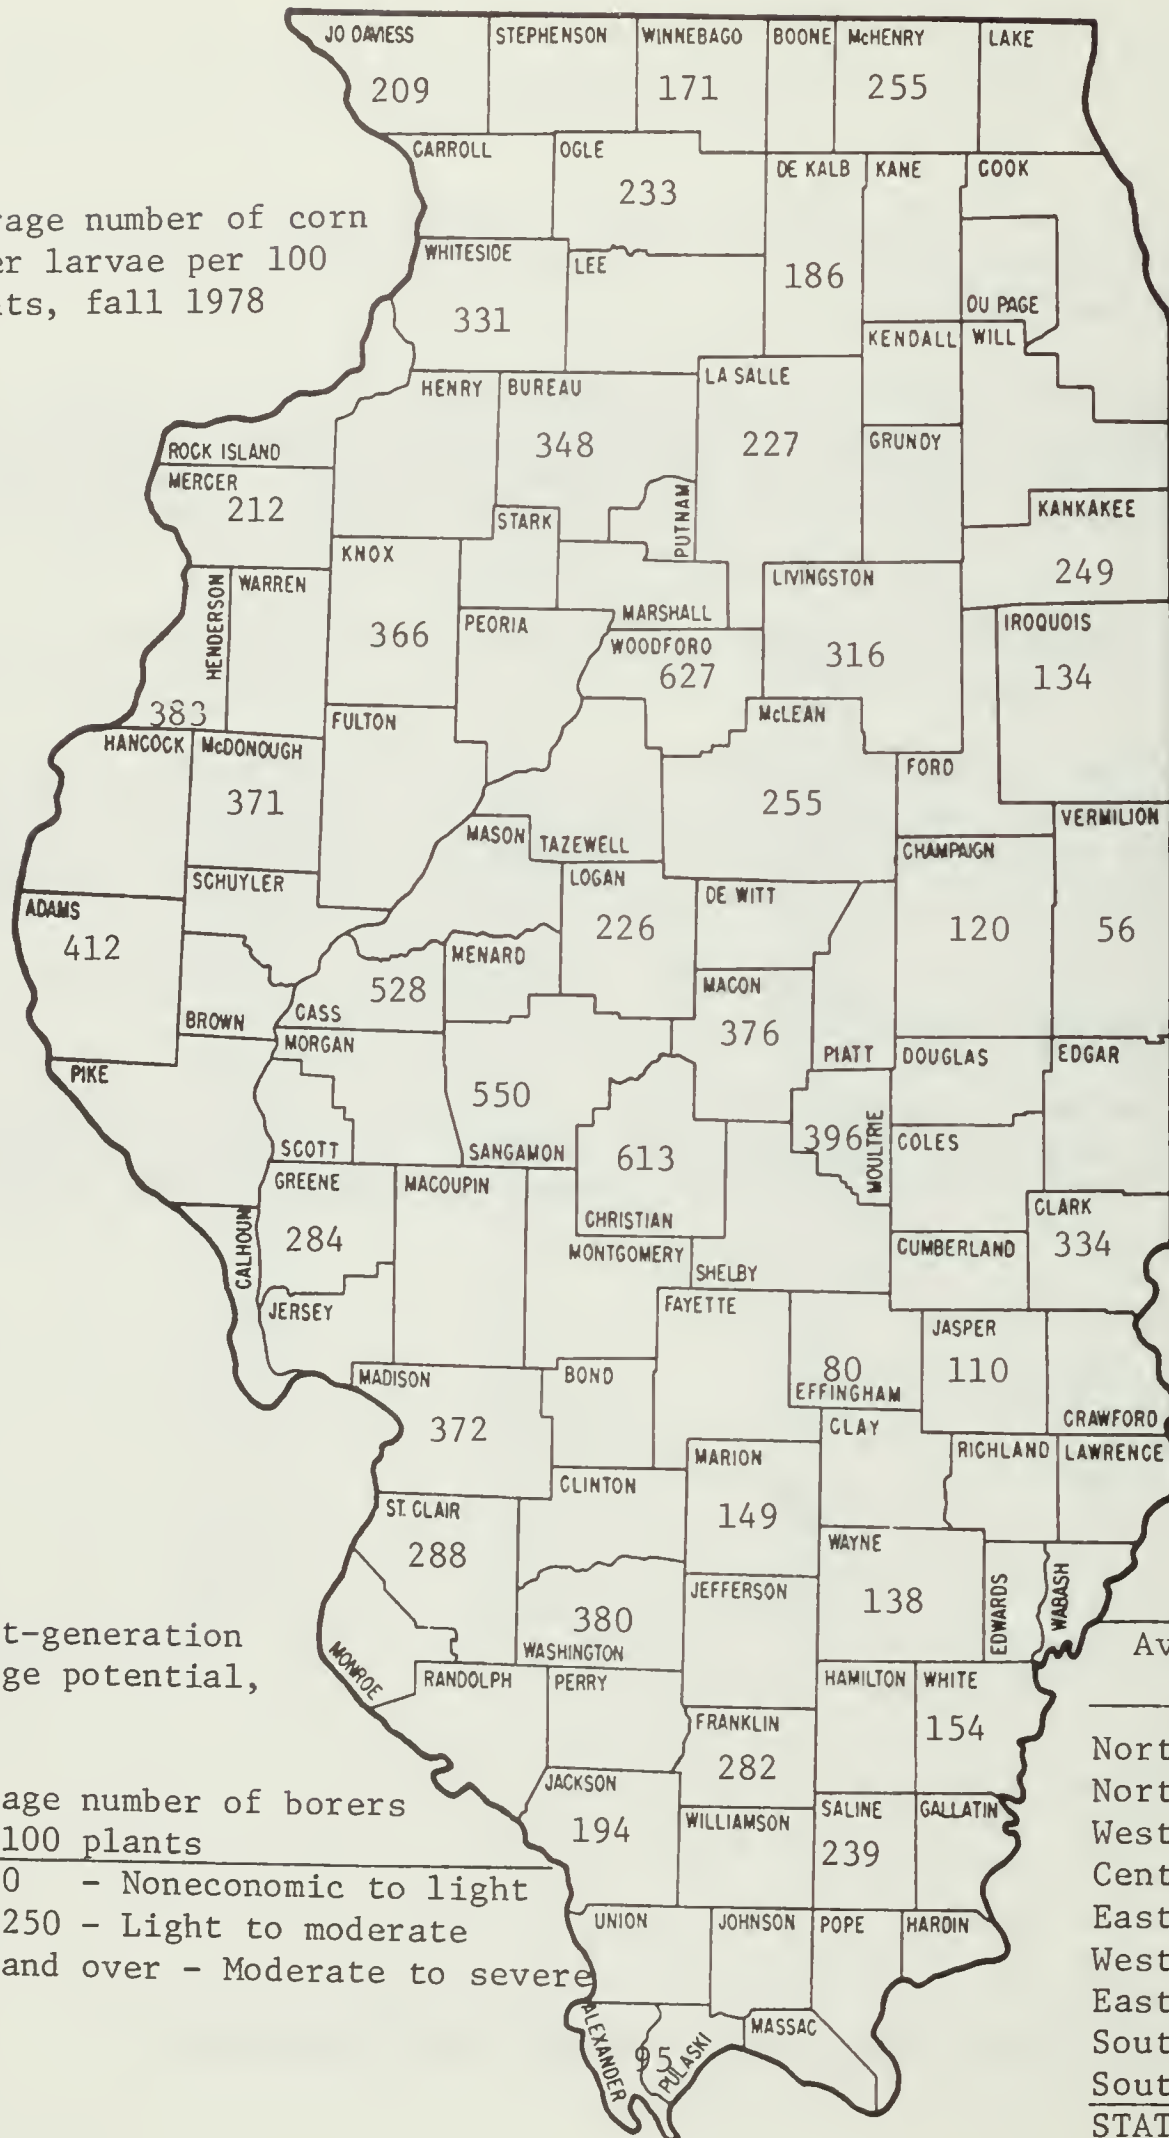 JO DAVIESS STEPHENSON WINNEBAGO BOONE McHENRY LAKE
209 171 255
CARROLL OGLE DE KALB KANE COOK
233
rage number of corn
er larvae per 100
ts, fall 1978
WHITESIDE LEE
186
331
DU PAGE
KENDALL WILL
HENRY BUREAU LA SALLE
348 227 GRUNDY
ROCK ISLAND
MERCER
212
STARK PUTNAM KANKAKEE
KNOX
249
HENDERSON WARREN LIVINGSTON
MARSHALL IROQUOIS
366 PEORIA WOODFORD 316
627 134
383 FULTON McLEAN
HANCOCK McDONOUGH
FORD
371 255
MASON TAZEWELL VERMILION
CHAMPAIGN
SCHUYLER LOGAN DE WITT
ADAMS
412 226 120 56
MENARD
528 MACON
BROWN CASS
MORGAN 376 PIATT DOUGLAS EDGAR
PIKE
550
SCOTT SANGAMON 613 396 MOULTRIE COLES
GREENE MACOUPIN
CHRISTIAN CLARK
284 CALHOUN MONTGOMERY CUMBERLAND 334
SHELBY
JERSEY FAYETTE
JASPER
MADISON BOND 80 110
EFFINGHAM
372 CLAY CRAWFORD
MARION RICHLAND LAWRENCE
CLINTON
ST. CLAIR 149
288 WAYNE
JEFFERSON EDWARDS WABASH
380 138
WASHINGTON
t-generation
ge potential,
Av
MONROE RANDOLPH PERRY HAMILTON WHITE
FRANKLIN 154
282
JACKSON
194 WILLIAMSON SALINE GALLATIN
239
age number of borers
100 plants
0 - Noneconomic to light
250 - Light to moderate
and over - Moderate to severe
UNION JOHNSON POPE HARDIN
ALEXANDER 95 PULASKI MASSAC
Nort
Nort
West
Cent
East
West
East
Sout
Sout
STAT